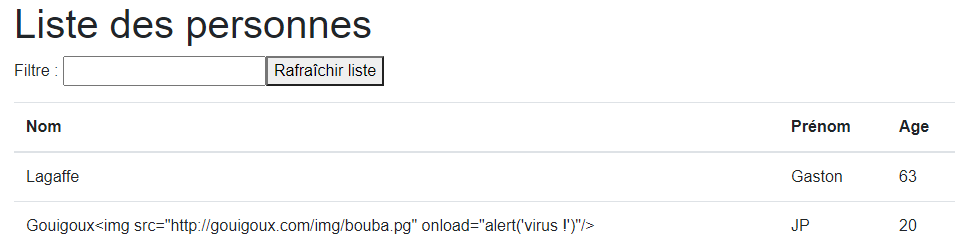 Liste des personnes
Filtre : Rafraîchir liste
Nom Prénom Age
Lagaffe Gaston 63
Gouigoux<img src="http://gouigoux.com/img/bouba.pg" onload="alert('virus !')"/> JP 20